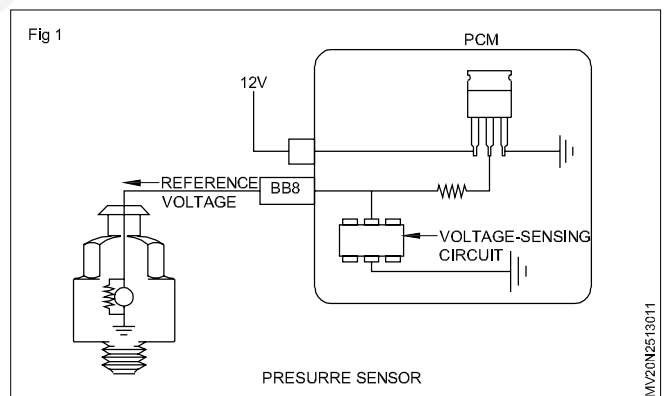 Fig 1
PCM
12V
REFERENCE
VOLTAGE
BB8
VOLTAGE-SENSING
CIRCUIT
PRESURRE SENSOR
MV20N2513011